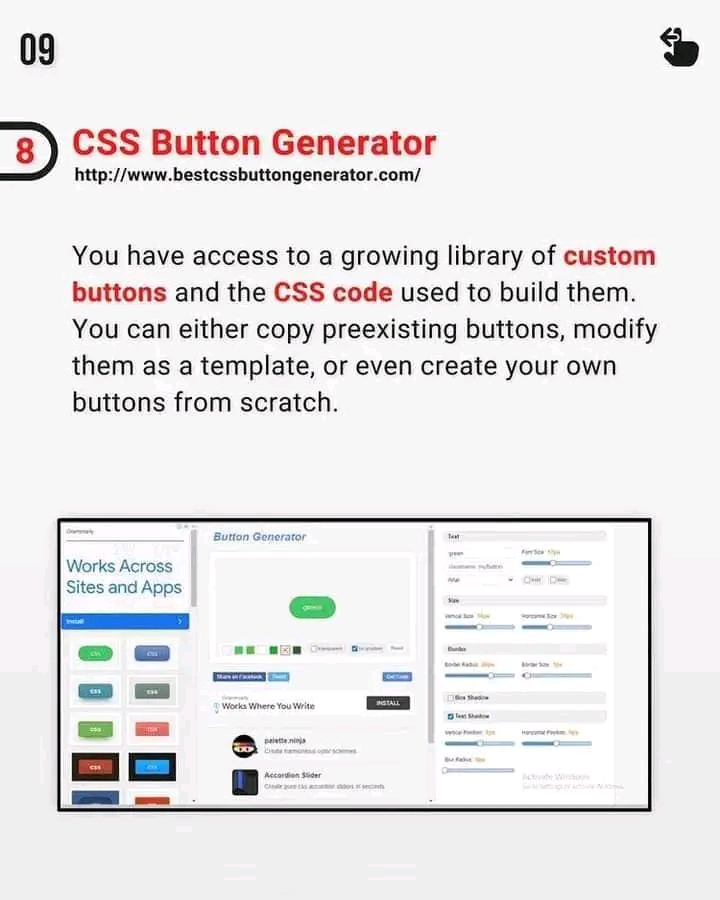 09
8
CSS Button Generator
http://www.bestcssbuttongenerator.com/
You have access to a growing library of custom
buttons and the CSS code used to build them.
You can either copy preexisting buttons, modify
them as a template, or even create your own
buttons from scratch.
Grammarly
Works Across
Sites and Apps
Install
CSS
CSS
CSS
CSS
CSS
CSS
CSS
CSS
Button Generator
green
transparent
Reset
Share on Facebook
Tweet
Get Code
Grammarly
Works Where You Write
INSTALL
palette.ninja
Create harmonious color schemes.
Accordion Slider
Create pure css accordion sliders in seconds.
Text
green
Font Size
Arial
Size
Vertical Size
Horizontal Size
Border
Border Radius
Border Size
Box Shadow
Text Shadow
Vertical Position
Horizontal Position
Blur Radius
Activate Windows